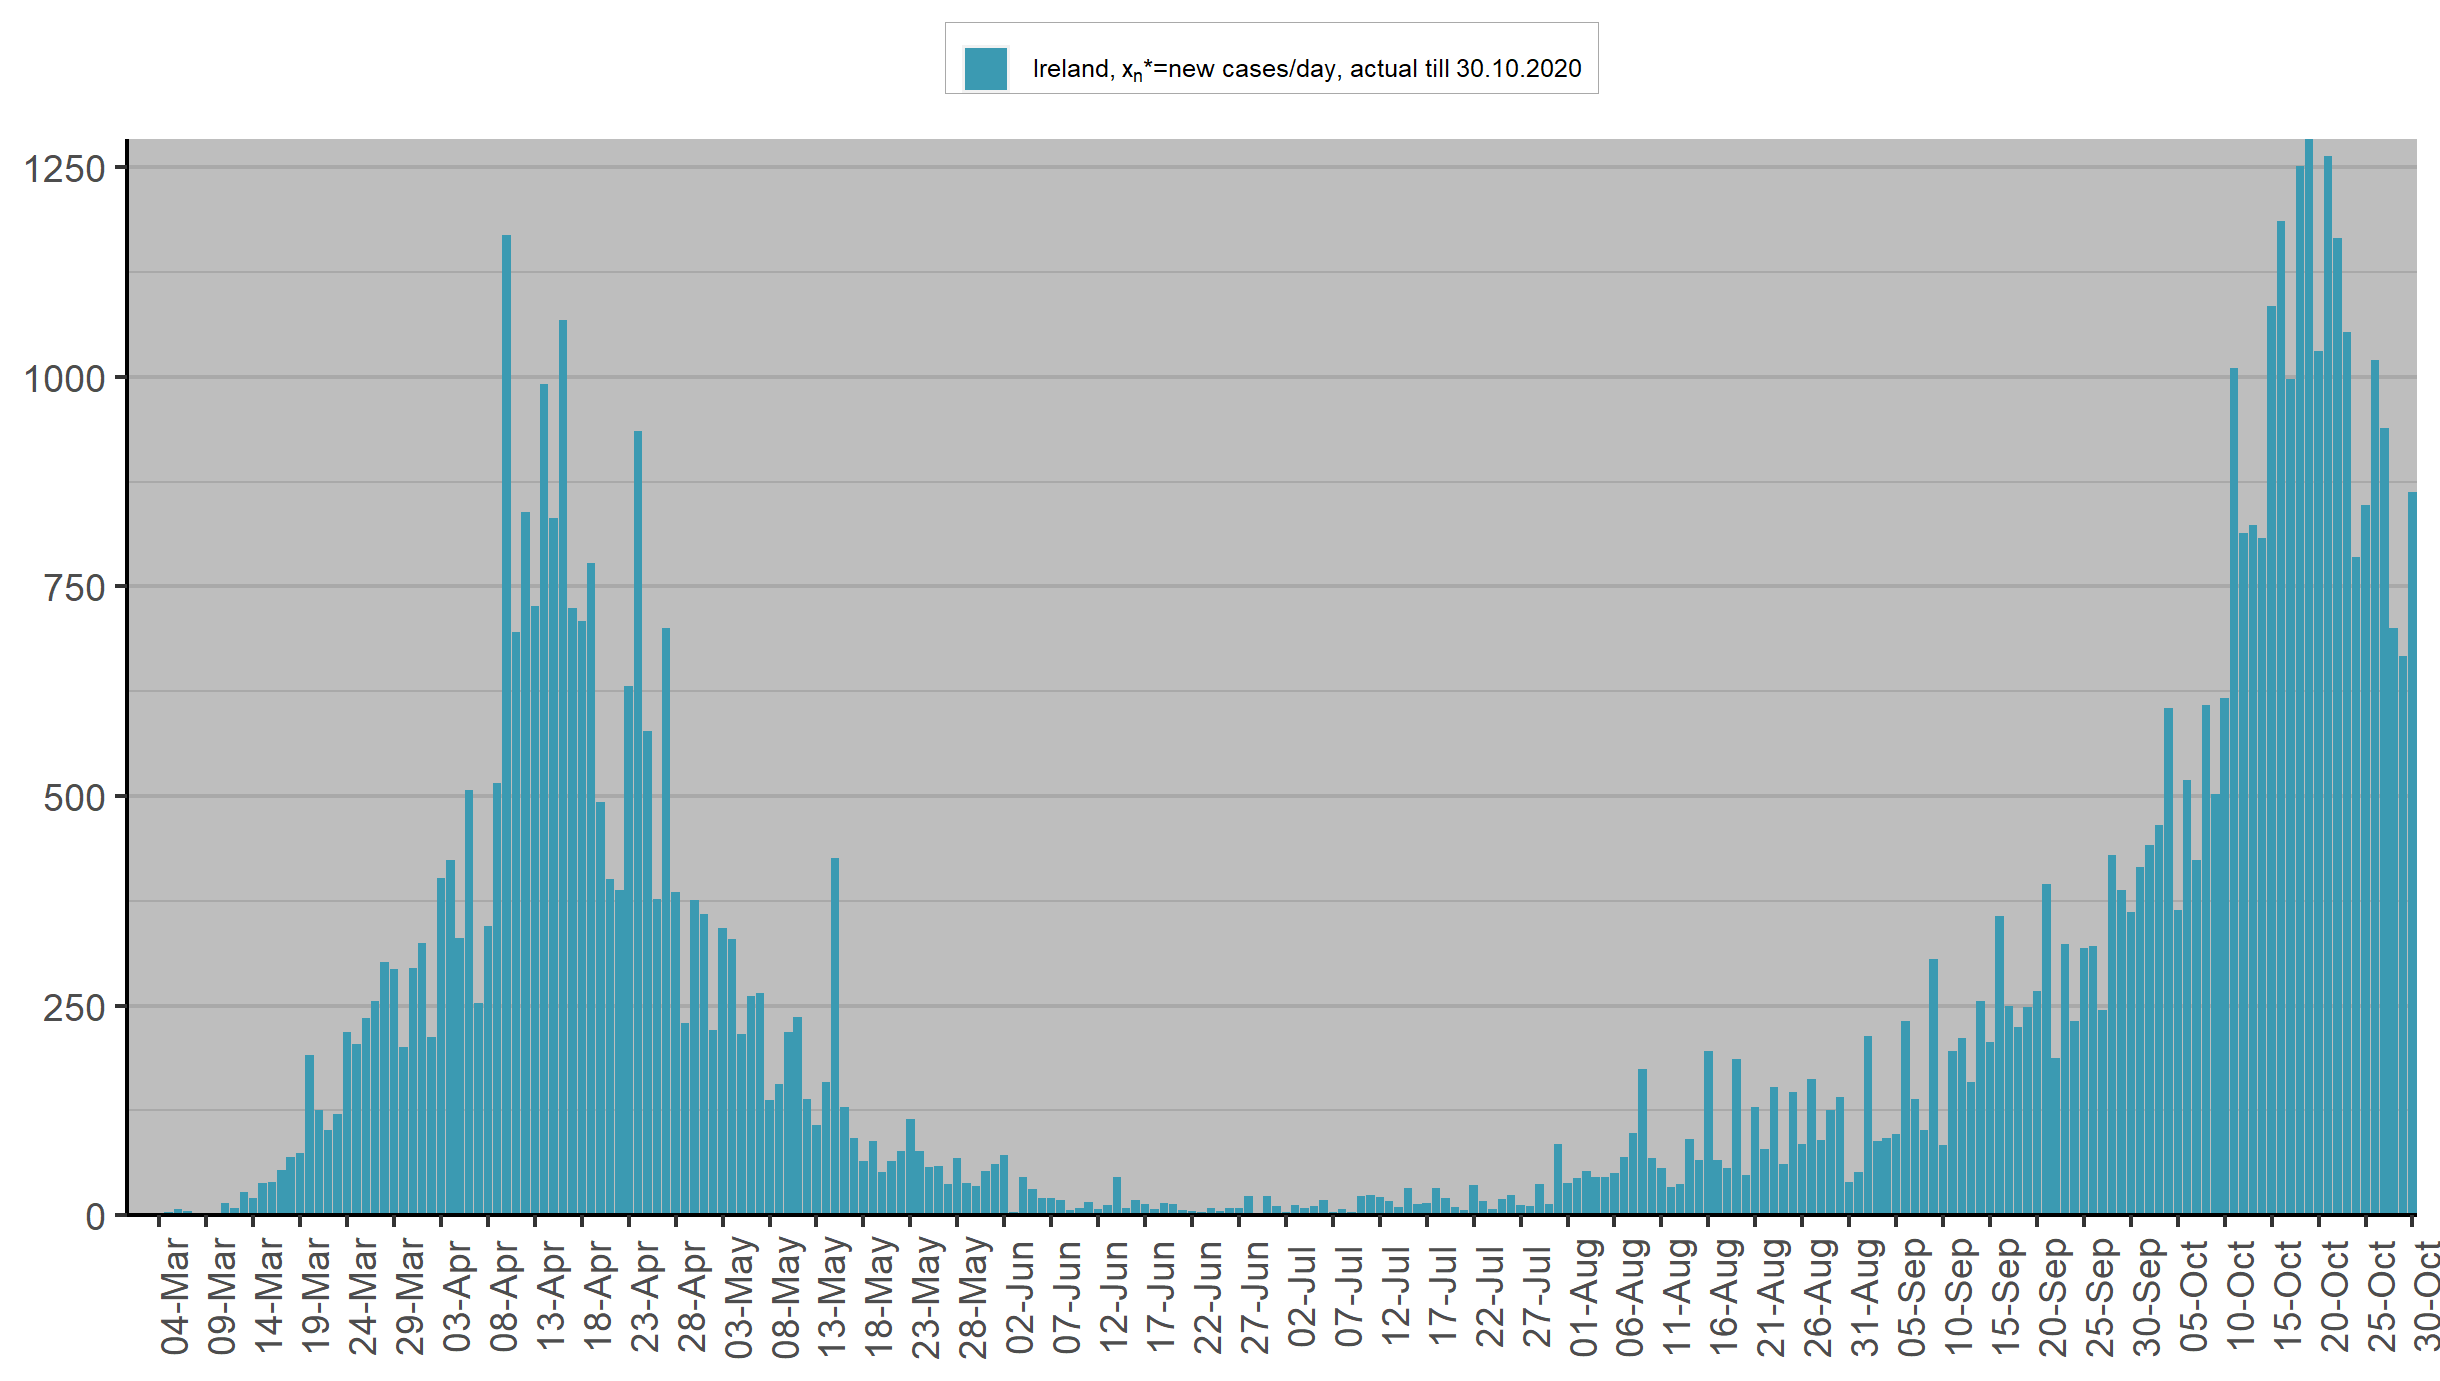 Ireland, xn*=new cases/day, actual till 30.10.2020
1250
1000
750
500
250
0
04-Mar
09-Mar
14-Mar
19-Mar
24-Mar
29-Mar
03-Apr
08-Apr
13-Apr
18-Apr
23-Apr
28-Apr
03-May
08-May
13-May
18-May
23-May
28-May
02-Jun
07-Jun
12-Jun
17-Jun
22-Jun
27-Jun
02-Jul
07-Jul
12-Jul
17-Jul
22-Jul
27-Jul
01-Aug
06-Aug
11-Aug
16-Aug
21-Aug
26-Aug
31-Aug
05-Sep
10-Sep
15-Sep
20-Sep
25-Sep
30-Sep
05-Oct
10-Oct
15-Oct
20-Oct
25-Oct
30-Oct